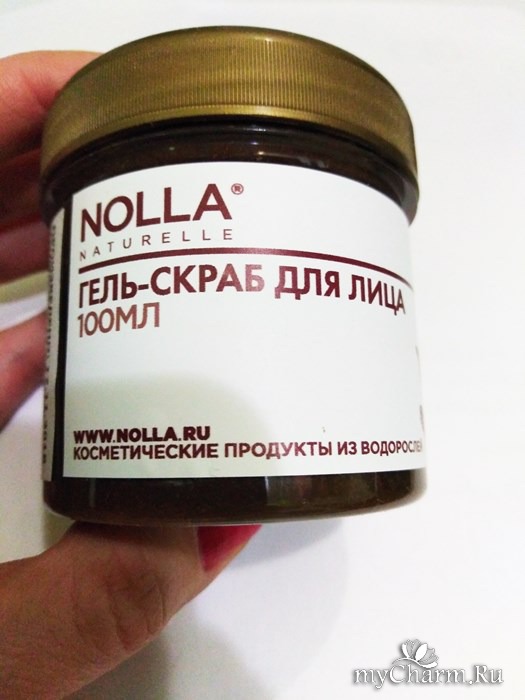 NOLLA®
NATURELLE
ГЕЛЬ-СКРАБ ДЛЯ ЛИЦА
100МЛ
WWW.NOLLA.RU
КОСМЕТИЧЕСКИЕ ПРОДУКТЫ ИЗ ВОДОРОСЛЕЙ
myCharm.Ru